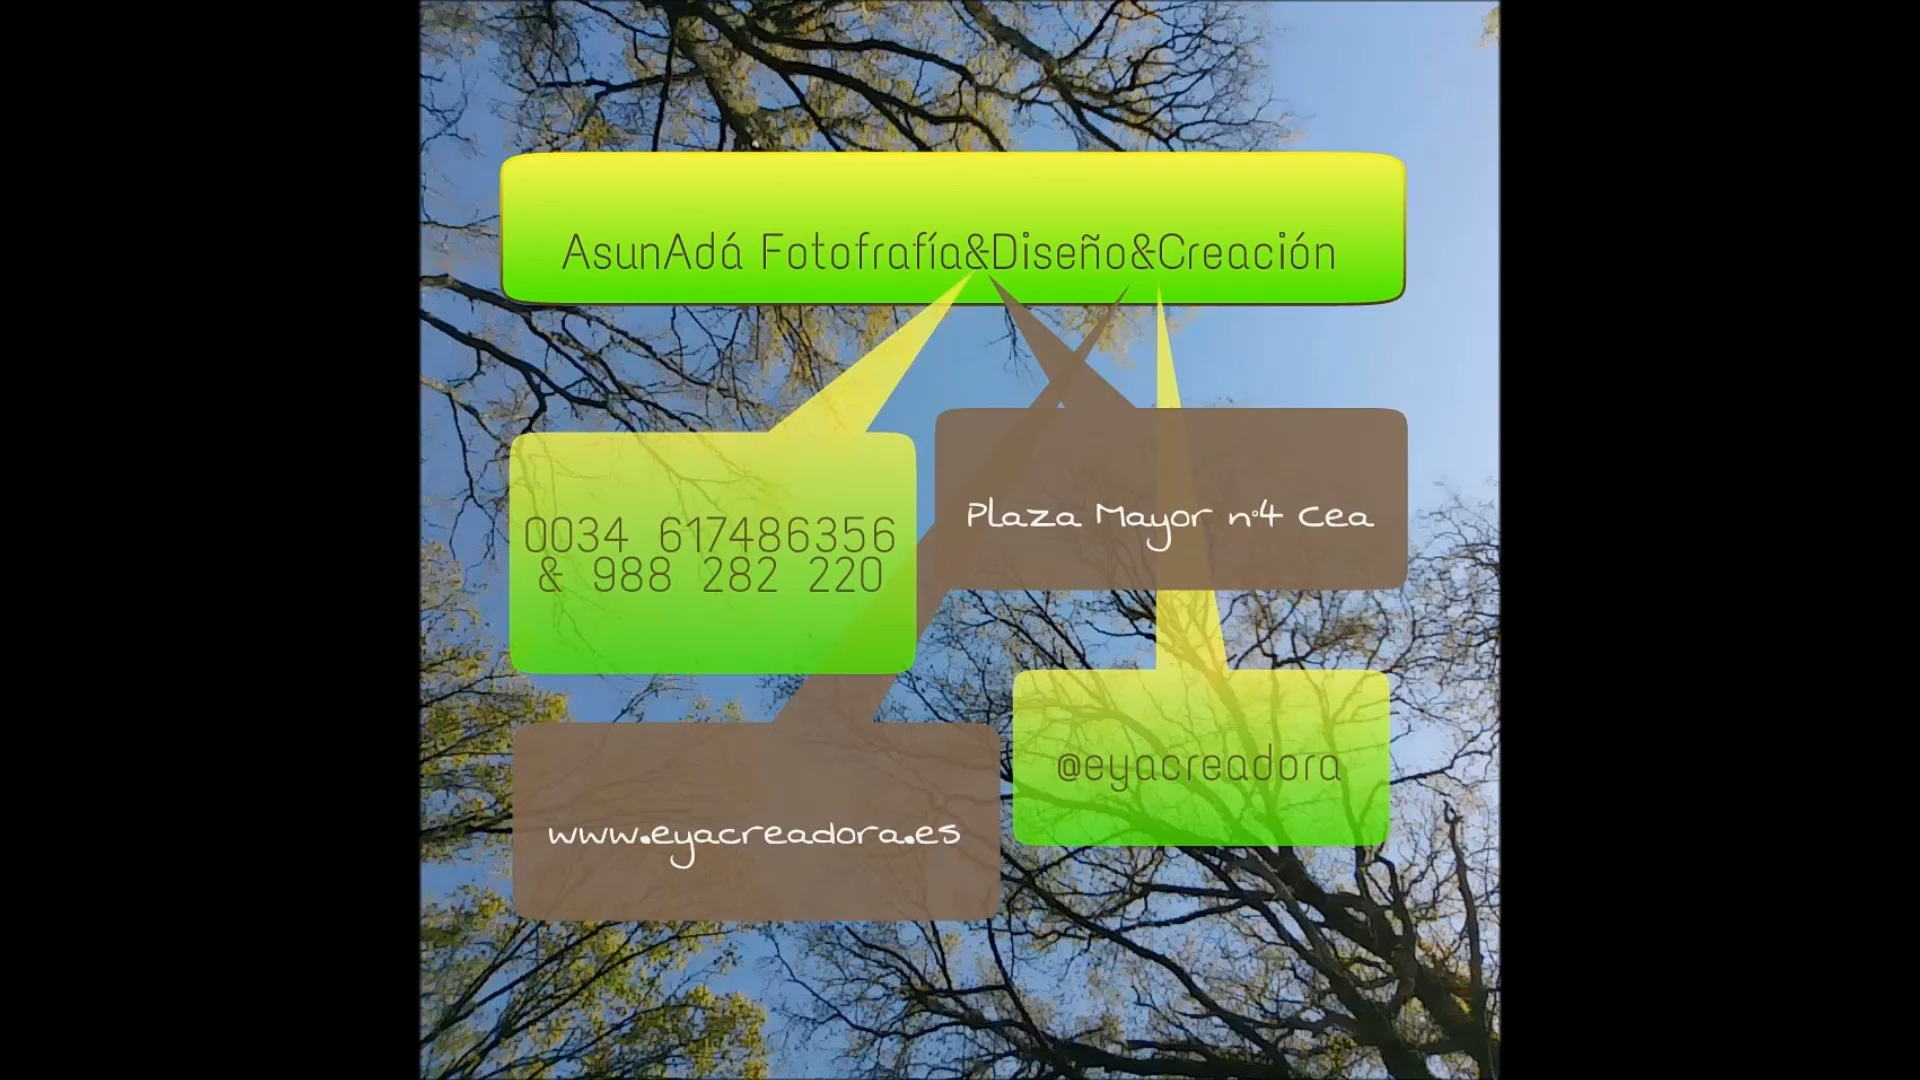 AsunAdá Fotofrafía&Diseño&Creación
0034 617486356
& 988 282 220
Plaza Mayor nº4 Cea
@eyacreadora
www.eyacreadora.es